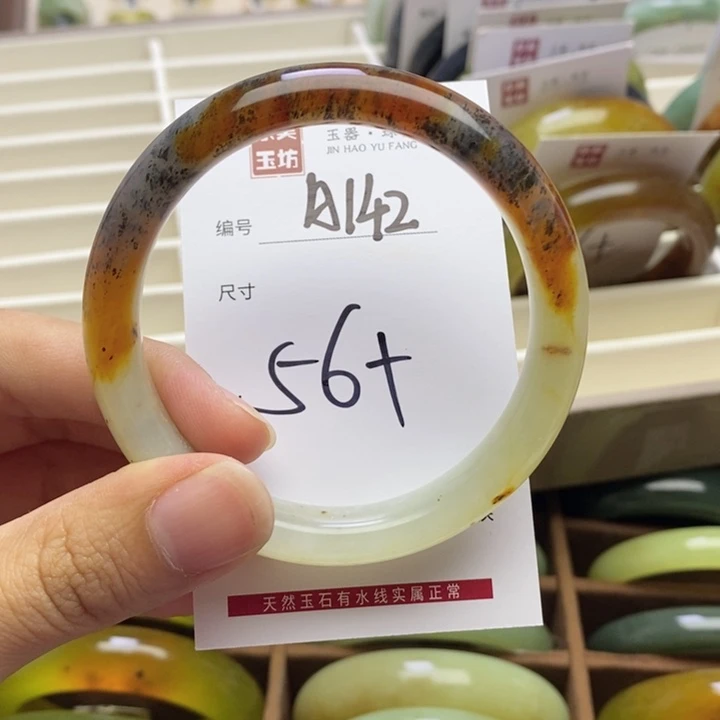 玉坊
玉器·珠
JIN HAO YU FANG
编号 A142
尺寸
56+
天然玉石有水线实属正常